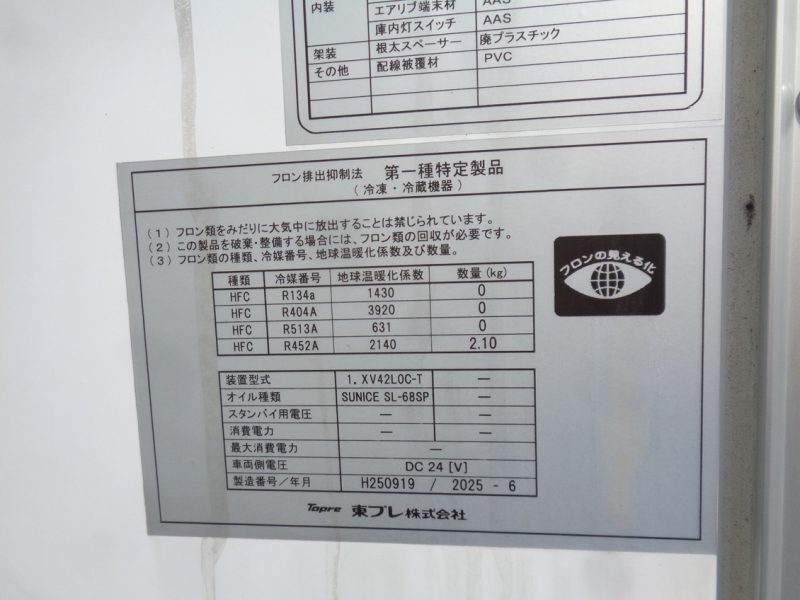 内装
エアリブ端末材 AAS
庫内灯スイッチ AAS
架装 根太スペーサー 廃プラスチック
その他 配線被覆材 PVC
フロン排出抑制法 第一種特定製品
(冷凍・冷蔵機器)
(1) フロン類をみだりに大気中に放出することは禁じられています。
(2) この製品を破棄・整備する場合には、フロン類の回収が必要です。
(3) フロン類の種類、冷媒番号、地球温暖化係数及び数量。
フロンの見える化
種類 冷媒番号 地球温暖化係数 数量(kg)
HFC R134a 1430 0
HFC R404A 3920 0
HFC R513A 631 0
HFC R452A 2140 2.10
装置型式 1. XV42LOC-T —
オイル種類 SUNICE SL-68SP —
スタンバイ用電圧 — —
消費電力 — —
最大消費電力 —
車両側電圧 DC 24 [V]
製造番号/年月 H250919 / 2025 - 6
Topre 東プレ株式会社